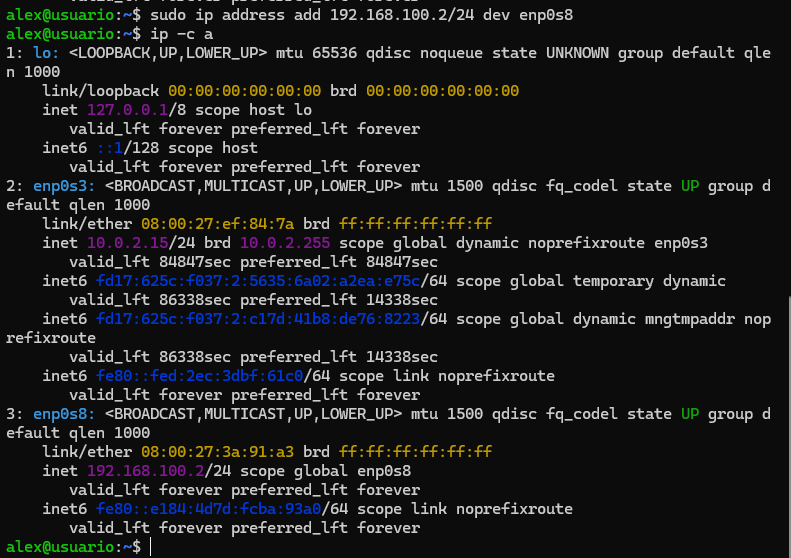 alex@usuario:~$ sudo ip address add 192.168.100.2/24 dev enp0s8
alex@usuario:~$ ip -c a
1: lo: <LOOPBACK,UP,LOWER_UP> mtu 65536 qdisc noqueue state UNKNOWN group default qle
n 1000
    link/loopback 00:00:00:00:00:00 brd 00:00:00:00:00:00
    inet 127.0.0.1/8 scope host lo
       valid_lft forever preferred_lft forever
    inet6 ::1/128 scope host
       valid_lft forever preferred_lft forever
2: enp0s3: <BROADCAST,MULTICAST,UP,LOWER_UP> mtu 1500 qdisc fq_codel state UP group d
efault qlen 1000
    link/ether 08:00:27:ef:84:7a brd ff:ff:ff:ff:ff:ff
    inet 10.0.2.15/24 brd 10.0.2.255 scope global dynamic noprefixroute enp0s3
       valid_lft 84847sec preferred_lft 84847sec
    inet6 fd17:625c:f037:2:5635:6a02:a2ea:e75c/64 scope global temporary dynamic
       valid_lft 86338sec preferred_lft 14338sec
    inet6 fd17:625c:f037:2:c17d:41b8:de76:8223/64 scope global dynamic mngtmpaddr nop
refixroute
       valid_lft 86338sec preferred_lft 14338sec
    inet6 fe80::fed:2ec:3dbf:61c0/64 scope link noprefixroute
       valid_lft forever preferred_lft forever
3: enp0s8: <BROADCAST,MULTICAST,UP,LOWER_UP> mtu 1500 qdisc fq_codel state UP group d
efault qlen 1000
    link/ether 08:00:27:3a:91:a3 brd ff:ff:ff:ff:ff:ff
    inet 192.168.100.2/24 scope global enp0s8
       valid_lft forever preferred_lft forever
    inet6 fe80::e184:4d7d:fcba:93a0/64 scope link noprefixroute
       valid_lft forever preferred_lft forever
alex@usuario:~$